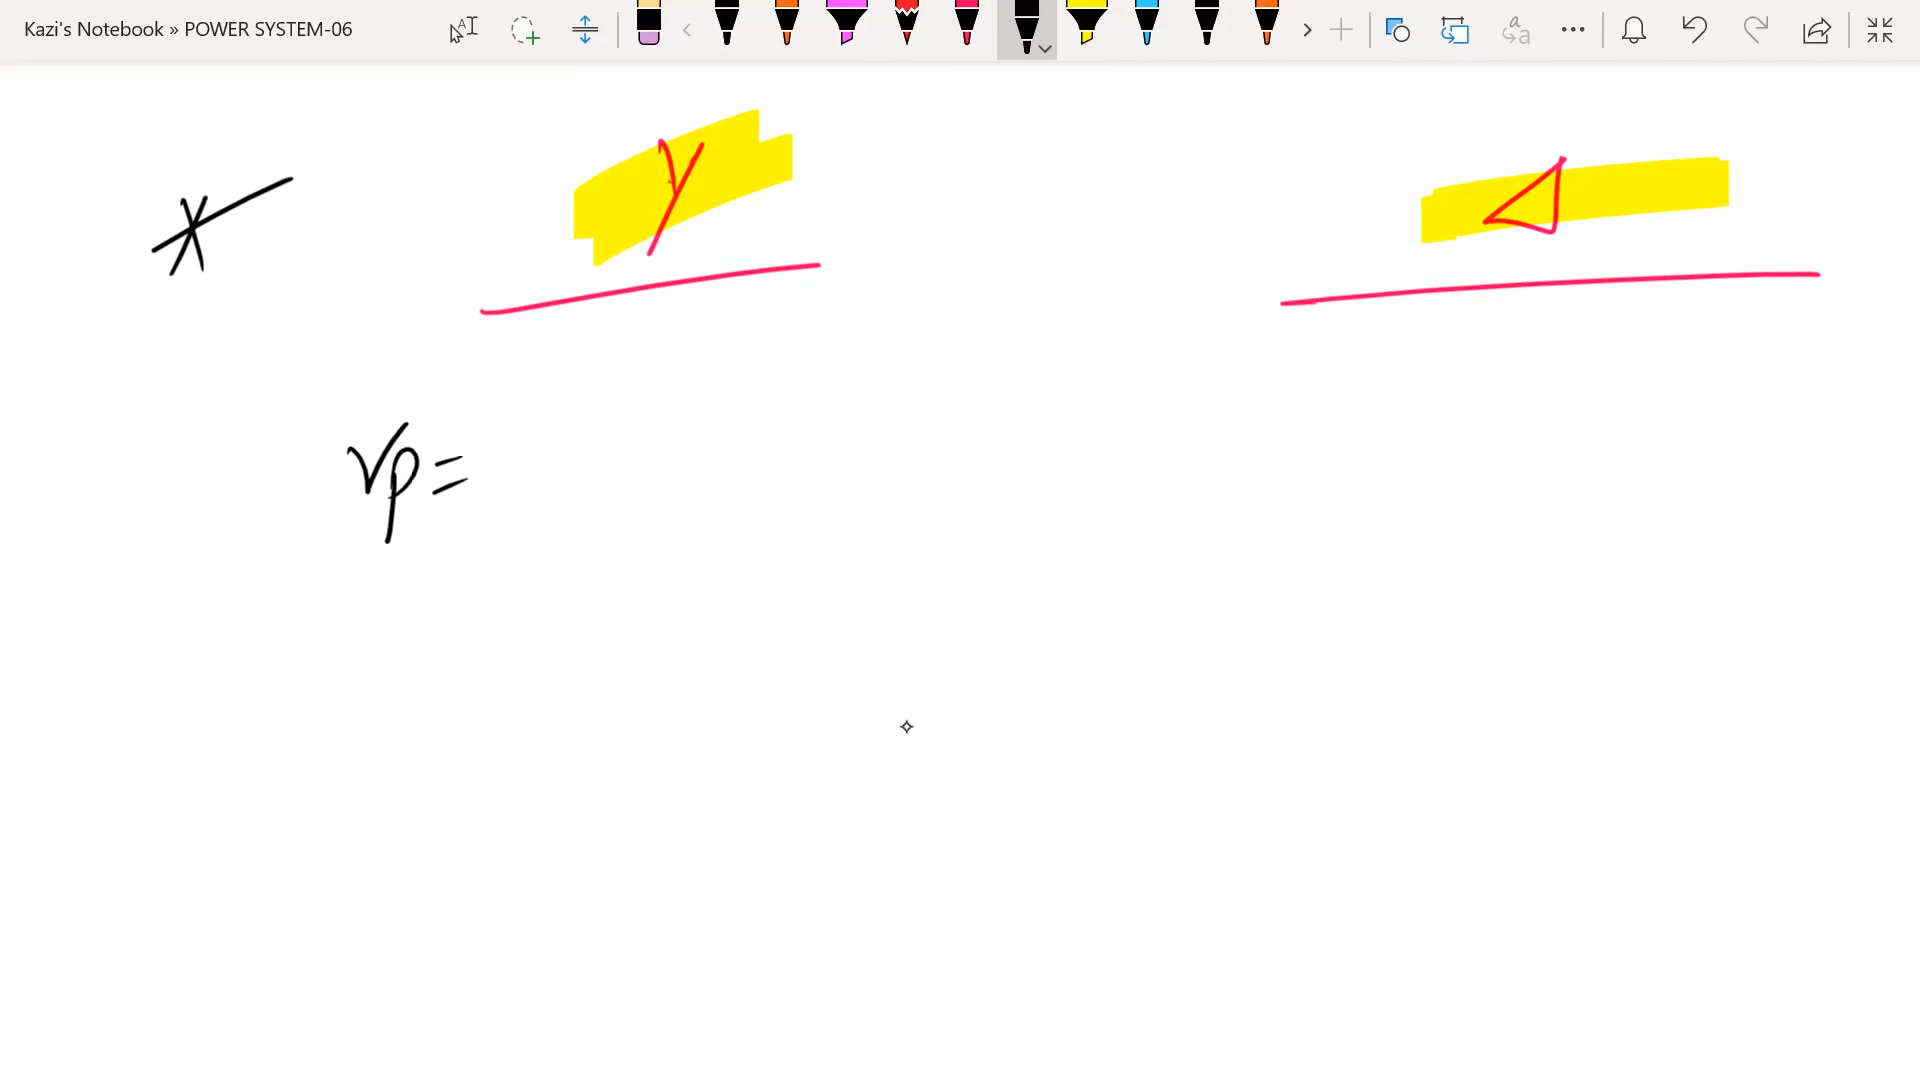 Kazi's Notebook » POWER SYSTEM-06
* Y Δ
Vp=